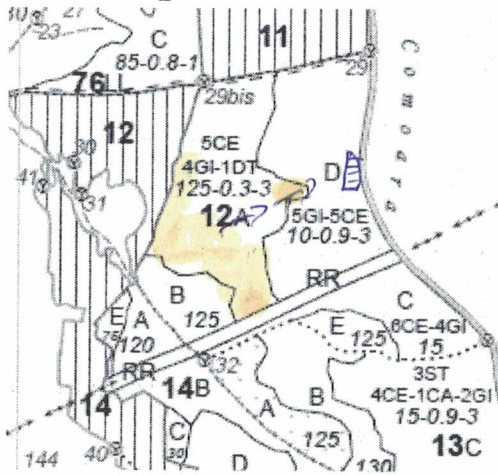 C
85-0.8-1
11
29
76
29bis
12
30
41
31
5CE
4GI-1DT
125-0.3-3
12A
D
5GI-5CE
10-0.9-3
Comoara
RR
B
125
E
75
A
120
RR
32
14
14B
C
6CE-4GI
15
E
125
3ST
4CE-1CA-2GI
15-0.9-3
13C
A
B
125
130
C
30
40
144
D
23
27